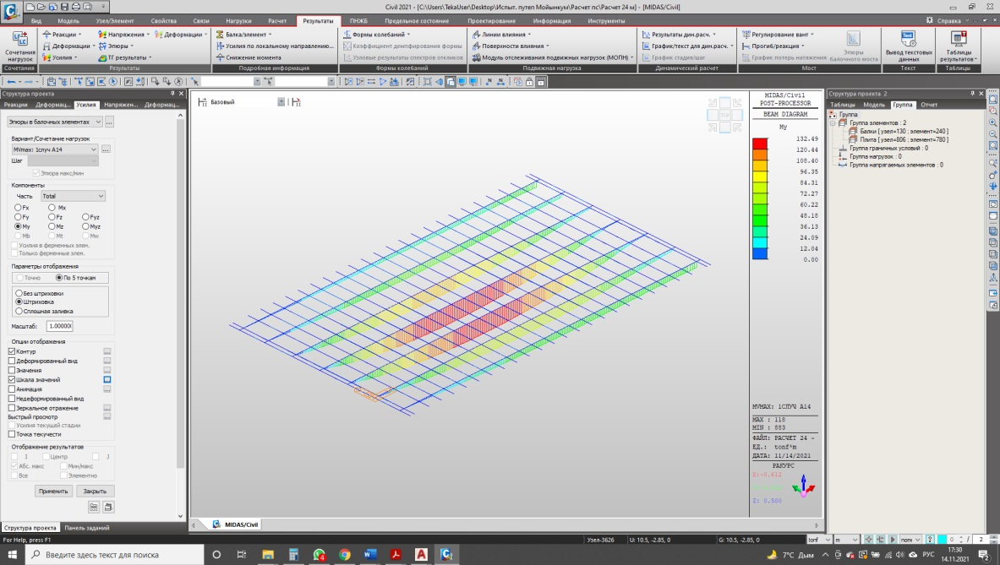 Civil 2021 - [C:\Users\TekaUser\Desktop\Испыт. путеп Мойынкум\Расчет пс\Расчет 24 м] - [MIDAS/Civil]
Вид Модель Узел/Элемент Свойства Связи Нагрузки Расчет Результаты ПНЖБ Предельное состояние Проектирование Информация Инструменты Справка
Сочетания нагрузок
Реакции Деформации Усилия
Напряжения Эпюры ТГ результаты
Деформации
Балка/элемент
Усилия по локальному направлению...
Снижение момента
Формы колебаний
Коэффициент демпфирования формы
Узловые результаты спектров откликов
Линии влияния
Поверхности влияния
Модуль отслеживания подвижных нагрузок (МОПН)
Результаты дин.расч.
График/текст для дин.расч.
График стадия/шаг
Регулирование вант
Прогиб/реакция
График потерь натяжения
Эпюры балочного моста
Вывод текстовых данных
Таблицы результатов
Сочетания Результаты Подробная информация Формы колебаний Подвижная нагрузка Динамический расчет Мост Текст Таблицы
Структура проекта
Реакции Деформац... Усилия Напряжен... Деформац...
Эпюры в балочных элементах
Вариант/Сочетание нагрузок
MVmax: 1случ А14
Шаг
Эпюра макс/мин
Компоненты
Часть Total
Fx Mx
Fy Fz Fyz
My Mz Myz
Mb Mt Mw
Усилия в ферменных элем.
Только ферменные элем.
Параметры отображения
Точно По 5 точкам
Без штриховки
Штриховка
Сплошная заливка
Масштаб: 1.00000
Опции отображения
Контур
Деформированный вид
Значения
Шкала значений
Анимация
Недеформированный вид
Зеркальное отражение
Быстрый просмотр
Усилия текущей стадии
Точка текучести
Отображение результатов
I Центр J
Абс. макс Мин/макс
Все Элементно
Применить Закрыть
Структура проекта Панель заданий
Базовый
TOP
MIDAS/Civil
POST-PROCESSOR
BEAM DIAGRAM
My
132.49
120.44
108.40
96.35
84.31
72.27
60.22
48.18
36.13
24.09
12.04
0.00
MVMAX: 1СЛУЧ А14
MAX : 118
MIN : 883
ФАЙЛ: РАСЧЕТ 24 ~
ЕД.: tonf*m
ДАТА: 11/14/2021
РАКУРС
X:-0.612
Z: 0.500
MIDAS/Civil
Структура проекта 2
Таблицы Модель Группа Отчет
Группа
Группа элементов : 2
Балки [ узел=130 ; элемент=240 ]
Плита [ узел=806 ; элемент=780 ]
Группа граничных условий : 0
Группа нагрузок : 0
Группа напрягаемых элементов : 0
For Help, press F1
Узел-3626 U: 10.5, -2.85, 0 G: 10.5, -2.85, 0 tonf m 0 / 2
Введите здесь текст для поиска
7°C Дым РУС 17:30
14.11.2021